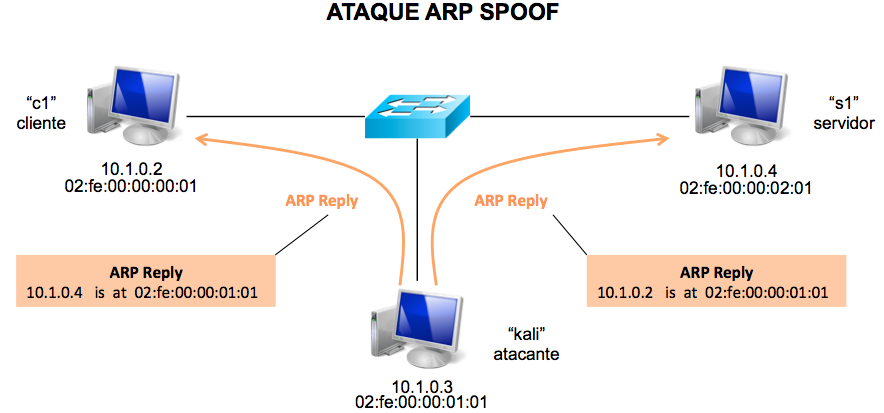 ATAQUE ARP SPOOF
“c1”
cliente
10.1.0.2
02:fe:00:00:00:01
“s1”
servidor
10.1.0.4
02:fe:00:00:02:01
ARP Reply
ARP Reply
ARP Reply
10.1.0.4 is at 02:fe:00:00:01:01
ARP Reply
10.1.0.2 is at 02:fe:00:00:01:01
“kali”
atacante
10.1.0.3
02:fe:00:00:01:01